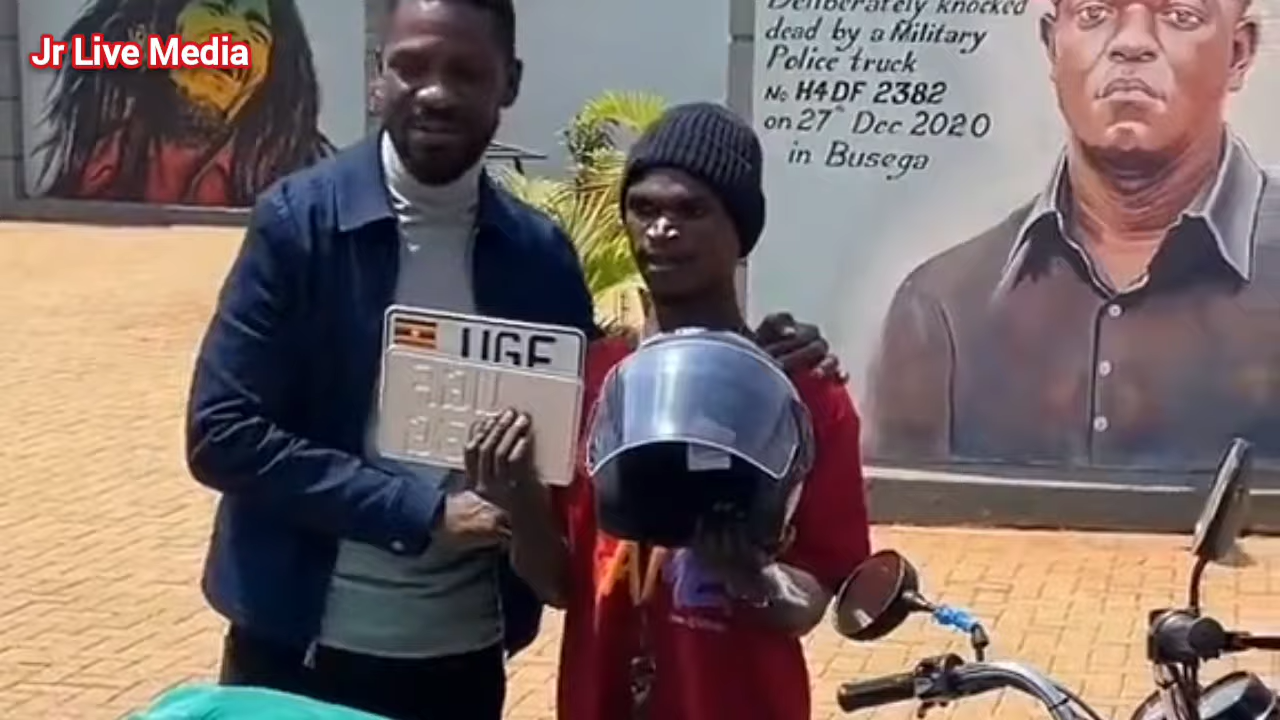 Jr Live Media
Deliberately knocked
dead by a Military
Police truck
No H4DF 2382
on 27th Dec 2020
in Busega